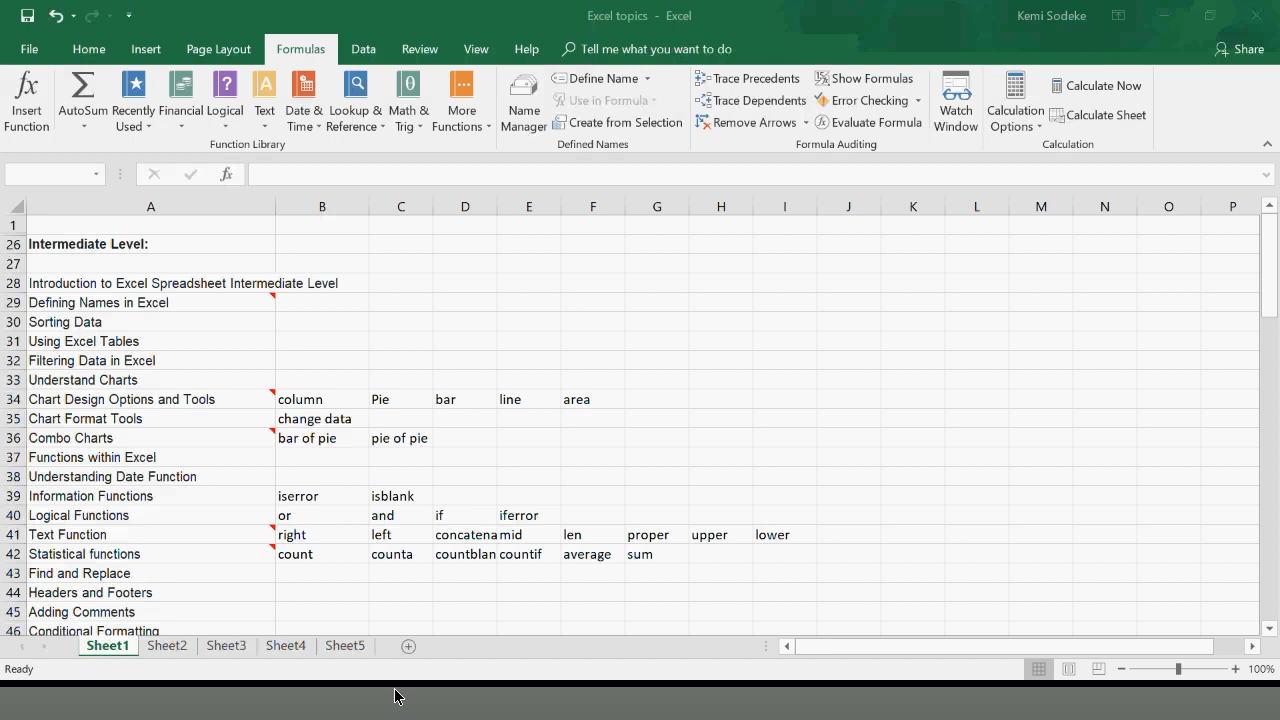 Excel topics - Excel
Kemi Sodeke
File Home Insert Page Layout Formulas Data Review View Help Tell me what you want to do Share
Insert Function
AutoSum
Recently Used
Financial
Logical
Text
Date & Time
Lookup & Reference
Math & Trig
More Functions
Function Library
Name Manager
Define Name
Use in Formula
Create from Selection
Defined Names
Trace Precedents
Trace Dependents
Remove Arrows
Show Formulas
Error Checking
Evaluate Formula
Formula Auditing
Watch Window
Calculation Options
Calculate Now
Calculate Sheet
Calculation
fx
A B C D E F G H I J K L M N O P
1
26 Intermediate Level:
27
28 Introduction to Excel Spreadsheet Intermediate Level
29 Defining Names in Excel
30 Sorting Data
31 Using Excel Tables
32 Filtering Data in Excel
33 Understand Charts
34 Chart Design Options and Tools column Pie bar line area
35 Chart Format Tools change data
36 Combo Charts bar of pie pie of pie
37 Functions within Excel
38 Understanding Date Function
39 Information Functions iserror isblank
40 Logical Functions or and if iferror
41 Text Function right left concatena mid len proper upper lower
42 Statistical functions count counta countblan countif average sum
43 Find and Replace
44 Headers and Footers
45 Adding Comments
46 Conditional Formatting
Sheet1 Sheet2 Sheet3 Sheet4 Sheet5
Ready
100%